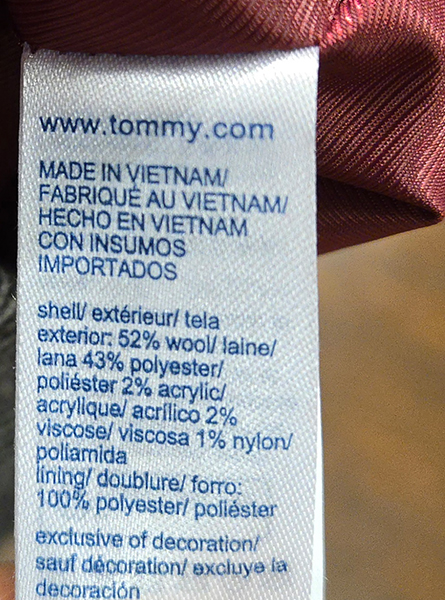 www.tommy.com
MADE IN VIETNAM/
FABRIQUÉ AU VIETNAM/
HECHO EN VIETNAM
CON INSUMOS
IMPORTADOS
shell/ extérieur/ tela
exterior: 52% wool/ laine/
lana 43% polyester/
poliéster 2% acrylic/
acrylique/ acrílico 2%
viscose/ viscosa 1% nylon/
poliamida
lining/ doublure/ forro:
100% polyester/ poliéster
exclusive of decoration/
sauf décoration/ excluye la
decoración